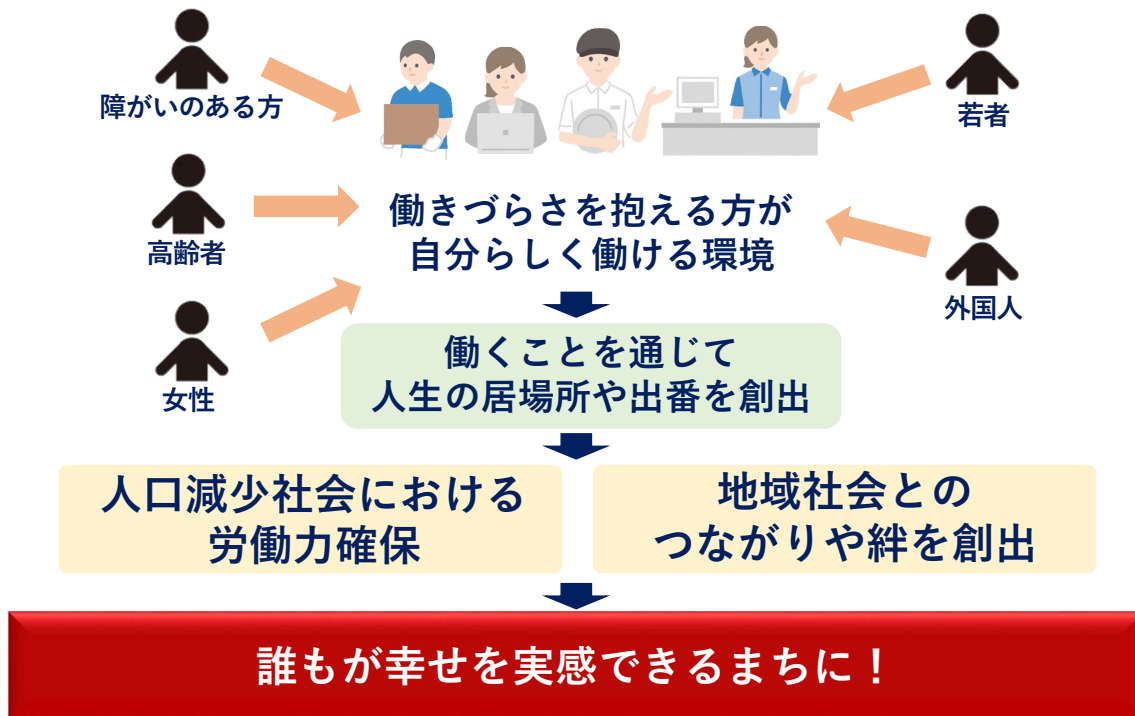 障がいのある方
若者
高齢者
働きづらさを抱える方が
自分らしく働ける環境
外国人
女性
働くことを通じて
人生の居場所や出番を創出
人口減少社会における
労働力確保
地域社会との
つながりや絆を創出
誰もが幸せを実感できるまちに！